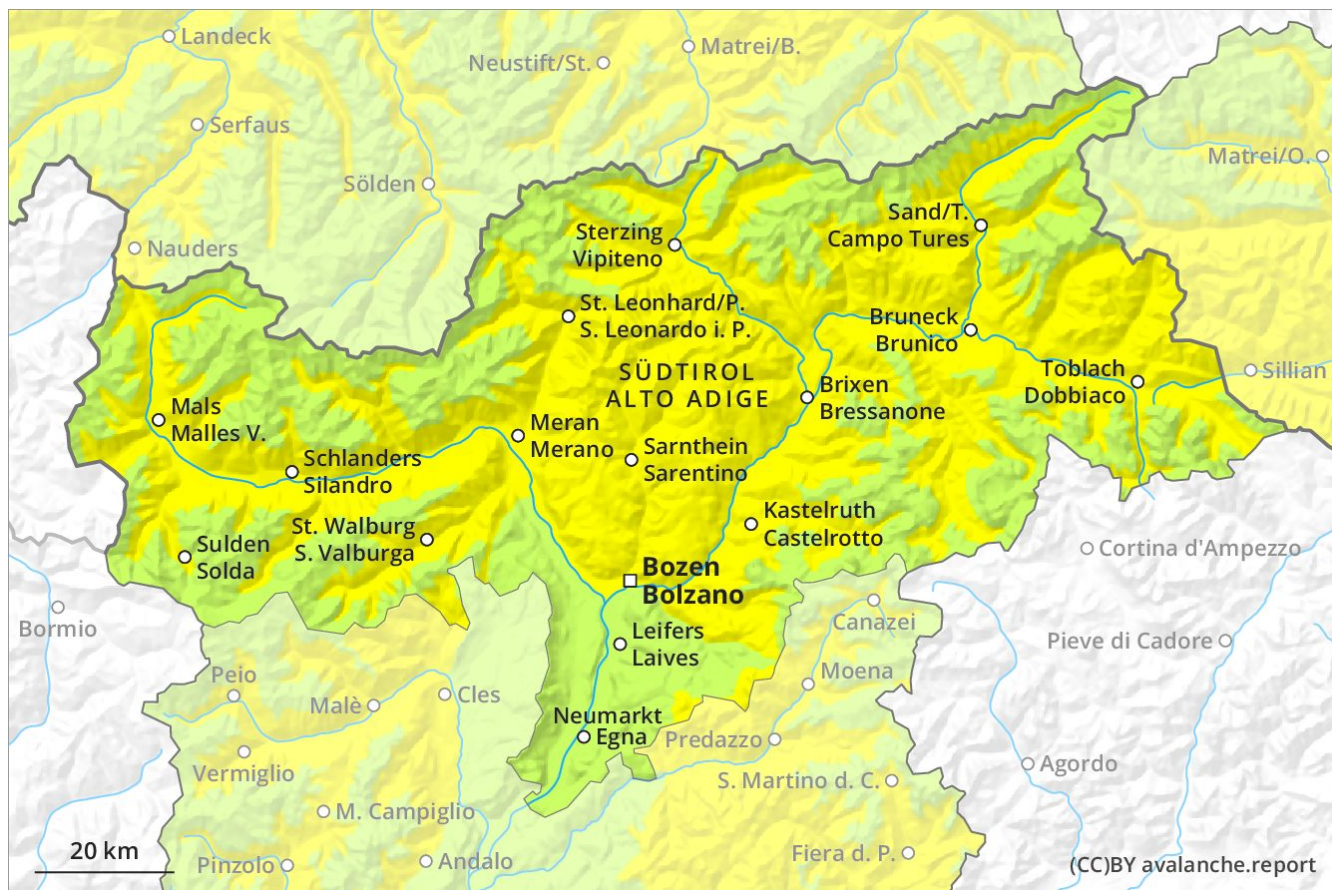 Landeck
Matrei/B.
Neustift/St.
Serfaus
Matrei/O.
Sölden
Sand/T.
Campo Tures
Sterzing
Vipiteno
Nauders
St. Leonhard/P.
S. Leonardo i. P.
Bruneck
Brunico
SÜDTIROL
ALTO ADIGE
Toblach
Dobbiaco
Sillian
Brixen
Bressanone
Mals
Malles V.
Meran
Merano
Sarnthein
Sarentino
Schlanders
Silandro
Kastelruth
Castelrotto
St. Walburg
S. Valburga
Sulden
Solda
Cortina d'Ampezzo
Bozen
Bolzano
Bormio
Canazei
Leifers
Laives
Pieve di Cadore
Peio
Moena
Malè
Cles
Neumarkt
Egna
Predazzo
Vermiglio
Agordo
S. Martino d. C.
M. Campiglio
20 km
Pinzolo
Andalo
Fiera d. P.
(CC)BY avalanche.report